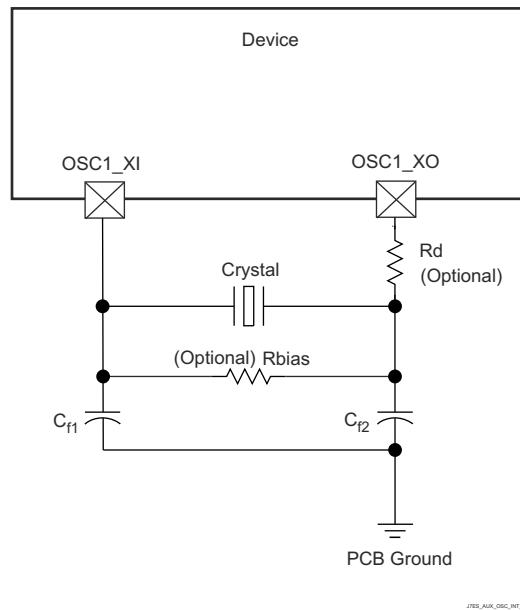 Device
OSC1_XI
OSC1_XO
Rd
(Optional)
Crystal
(Optional) Rbias
Cf1
Cf2
PCB Ground